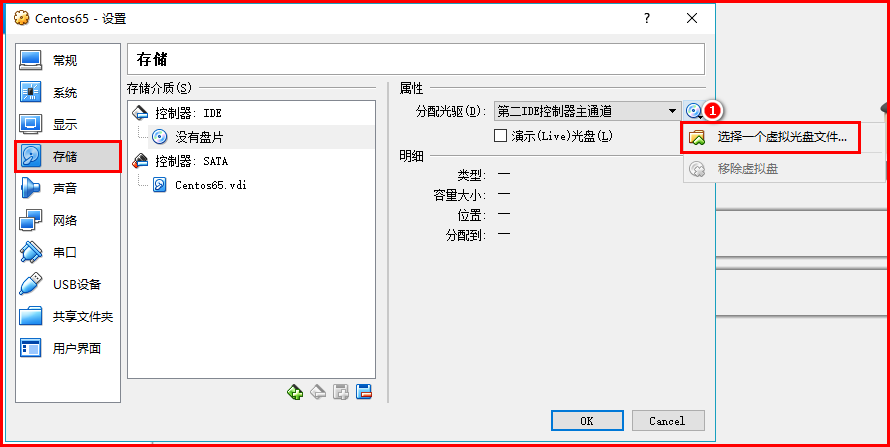 Centos65 - 设置
?
常规
系统
显示
存储
声音
网络
串口
USB设备
共享文件夹
用户界面
存储
存储介质(S)
控制器: IDE
没有盘片
控制器: SATA
Centos65.vdi
属性
分配光驱(D): 第二IDE控制器主通道
1
演示(Live)光盘(L)
选择一个虚拟光盘文件...
移除虚拟盘
明细
类型: —
容量大小: —
位置: —
分配到: —
OK
Cancel